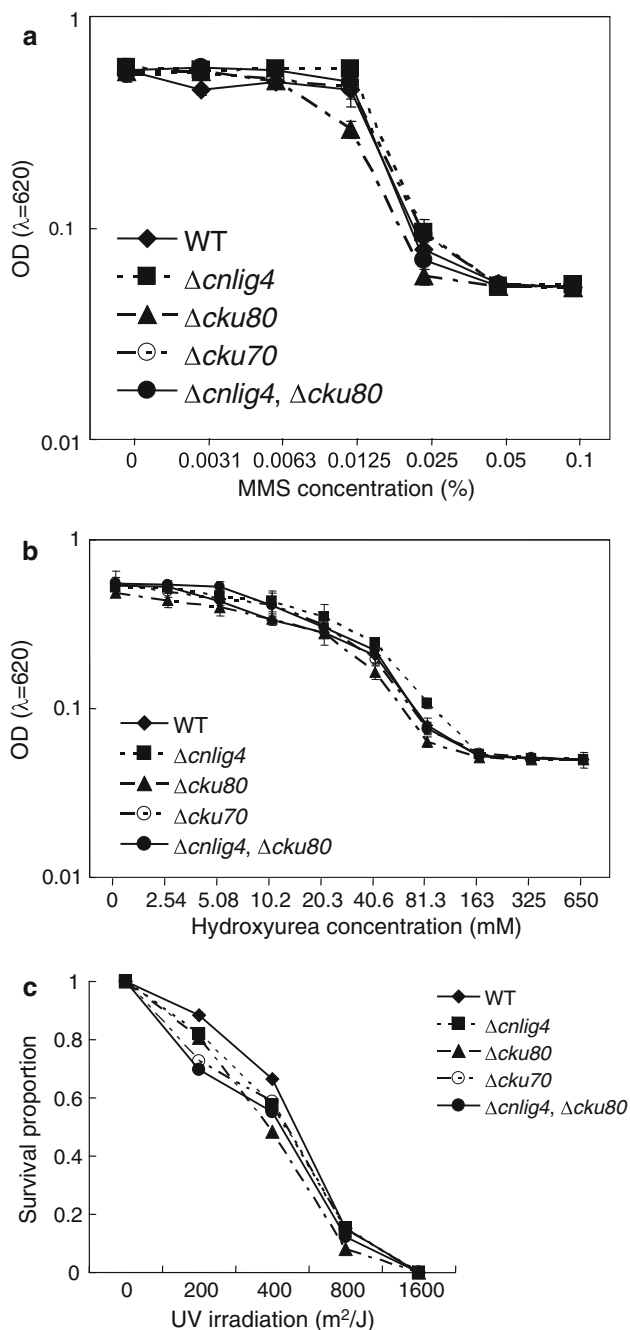 a
1
0.1
0.01
OD (λ=620)
WT
Δcnlig4
Δcku80
Δcku70
Δcnlig4, Δcku80
0 0.0031 0.0063 0.0125 0.025 0.05 0.1
MMS concentration (%)
b
1
0.1
0.01
OD (λ=620)
WT
Δcnlig4
Δcku80
Δcku70
Δcnlig4, Δcku80
0 2.54 5.08 10.2 20.3 40.6 81.3 163 325 650
Hydroxyurea concentration (mM)
c
1
0.8
0.6
0.4
0.2
0
Survival proportion
WT
Δcnlig4
Δcku80
Δcku70
Δcnlig4, Δcku80
0 200 400 800 1600
UV irradiation (m²/J)